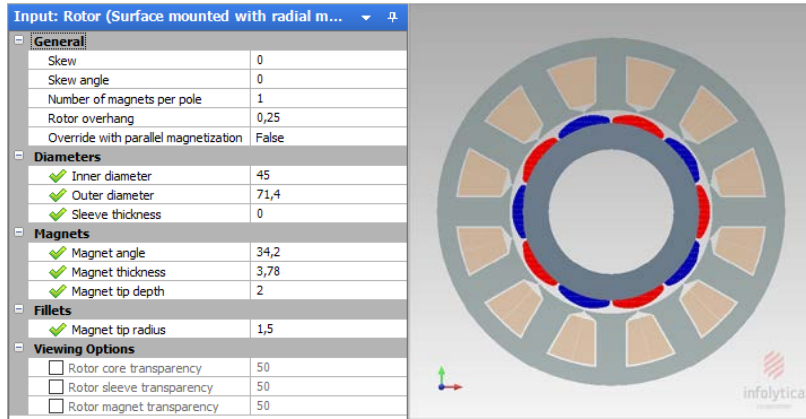 Input: Rotor (Surface mounted with radial m...
General
Skew 0
Skew angle 0
Number of magnets per pole 1
Rotor overhang 0,25
Override with parallel magnetization False
Diameters
Inner diameter 45
Outer diameter 71,4
Sleeve thickness 0
Magnets
Magnet angle 34,2
Magnet thickness 3,78
Magnet tip depth 2
Fillets
Magnet tip radius 1,5
Viewing Options
Rotor core transparency 50
Rotor sleeve transparency 50
Rotor magnet transparency 50
infolytica